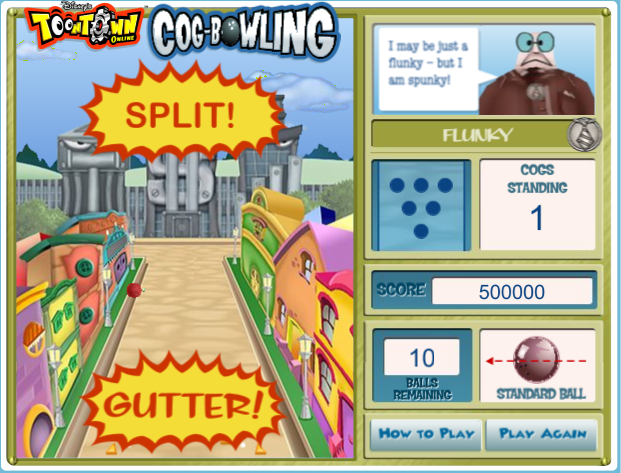 Disney's
TOONTOWN
ONLINE
COG-BOWLING
SPLIT!
GUTTER!
I may be just a
flunky – but I
am spunky!
FLUNKY
COGS
STANDING
1
SCORE
500000
10
BALLS
REMAINING
STANDARD BALL
HOW TO PLAY
PLAY AGAIN